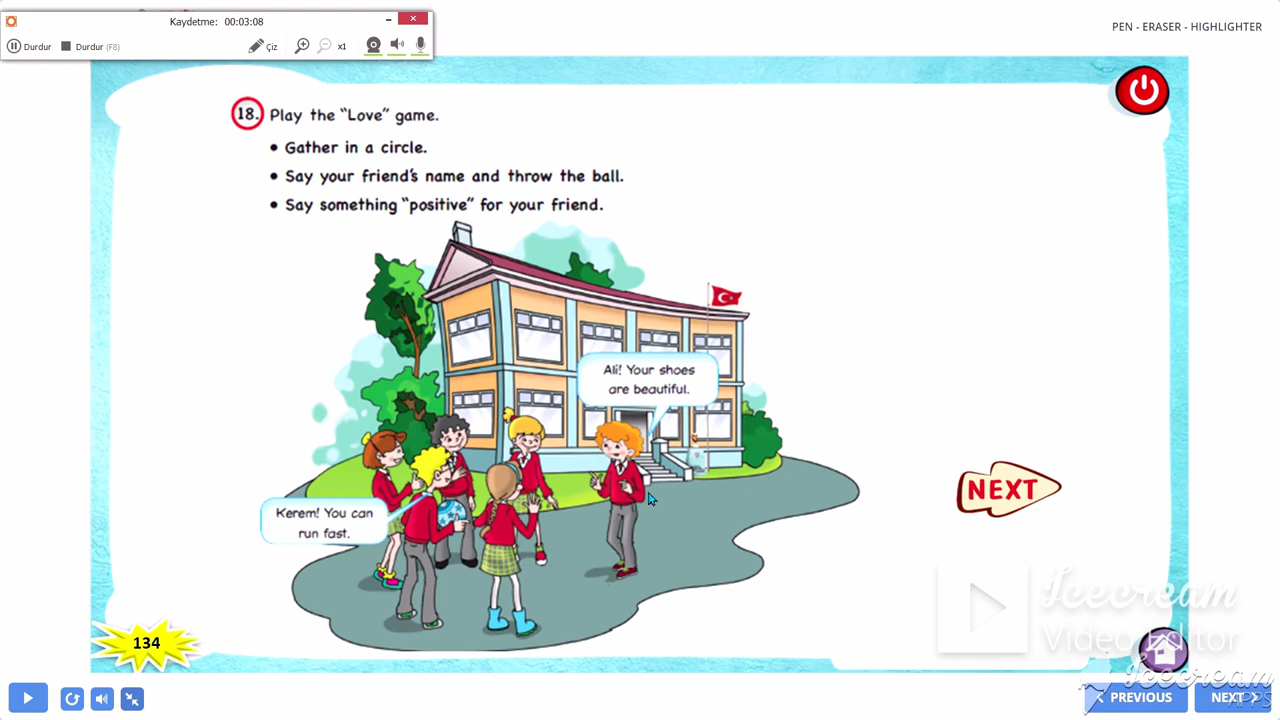 Kaydetme: 00:03:08
Durdur Durdur (F8) Çiz x1
PEN - ERASER - HIGHLIGHTER
18. Play the “Love” game.
• Gather in a circle.
• Say your friend's name and throw the ball.
• Say something “positive” for your friend.
Ali! Your shoes
are beautiful.
Kerem! You can
run fast.
NEXT
134
Icecream
Video Editor
Icecream
APPS
PREVIOUS
NEXT